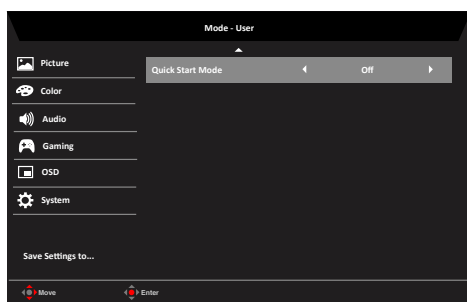 Mode - User
Picture
Quick Start Mode Off
Color
Audio
Gaming
OSD
System
Save Settings to...
Move Enter